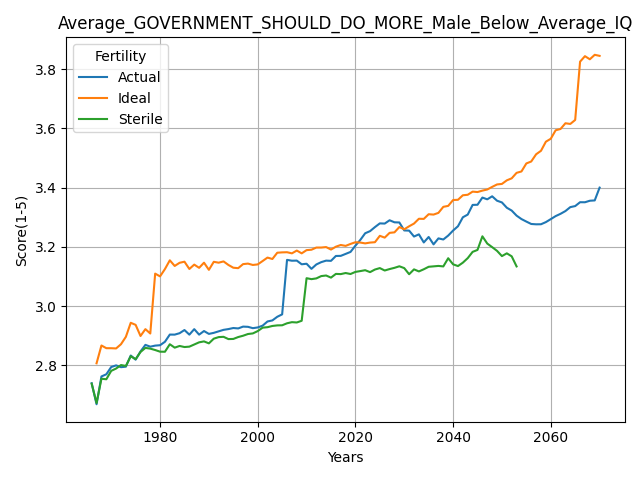 Average_GOVERNMENT_SHOULD_DO_MORE_Male_Below_Average_IQ
Fertility
Actual
Ideal
Sterile
Score(1-5)
3.8
3.6
3.4
3.2
3.0
2.8
1980
2000
2020
2040
2060
Years